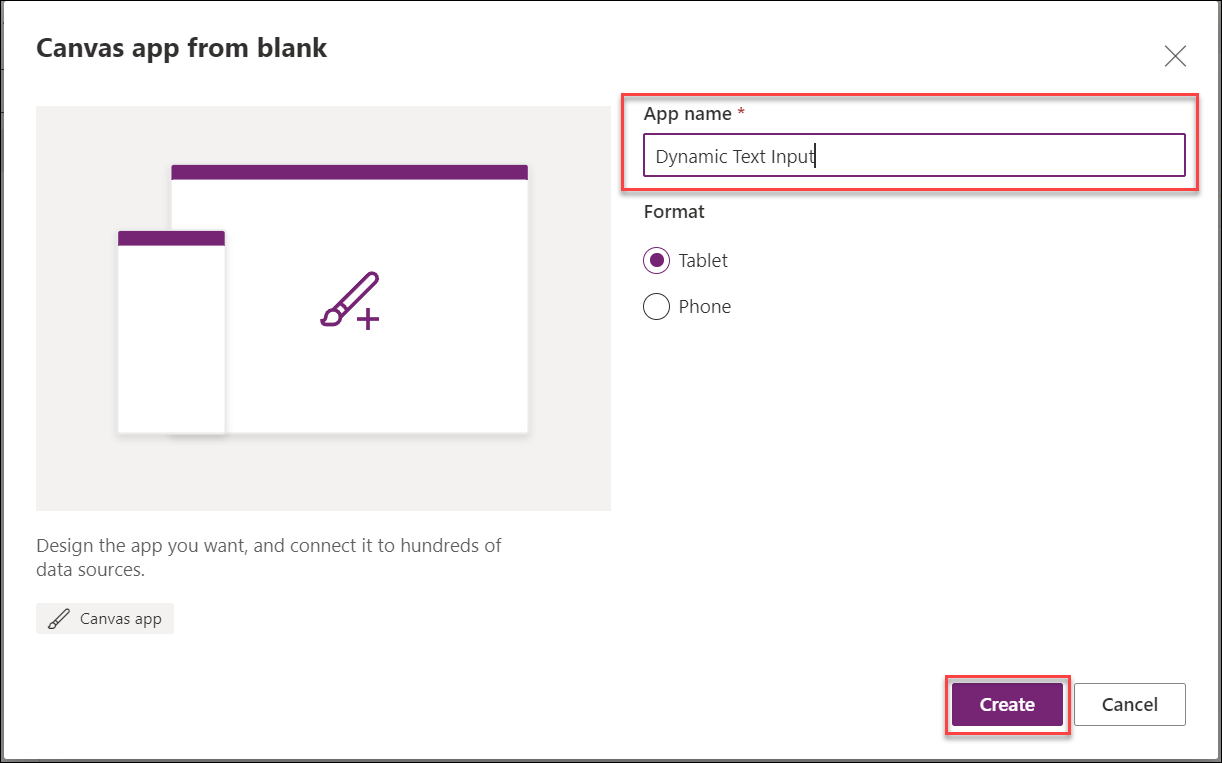 Canvas app from blank
App name *
Dynamic Text Input
Format
Tablet
Phone
Design the app you want, and connect it to hundreds of
data sources.
Canvas app
Create
Cancel